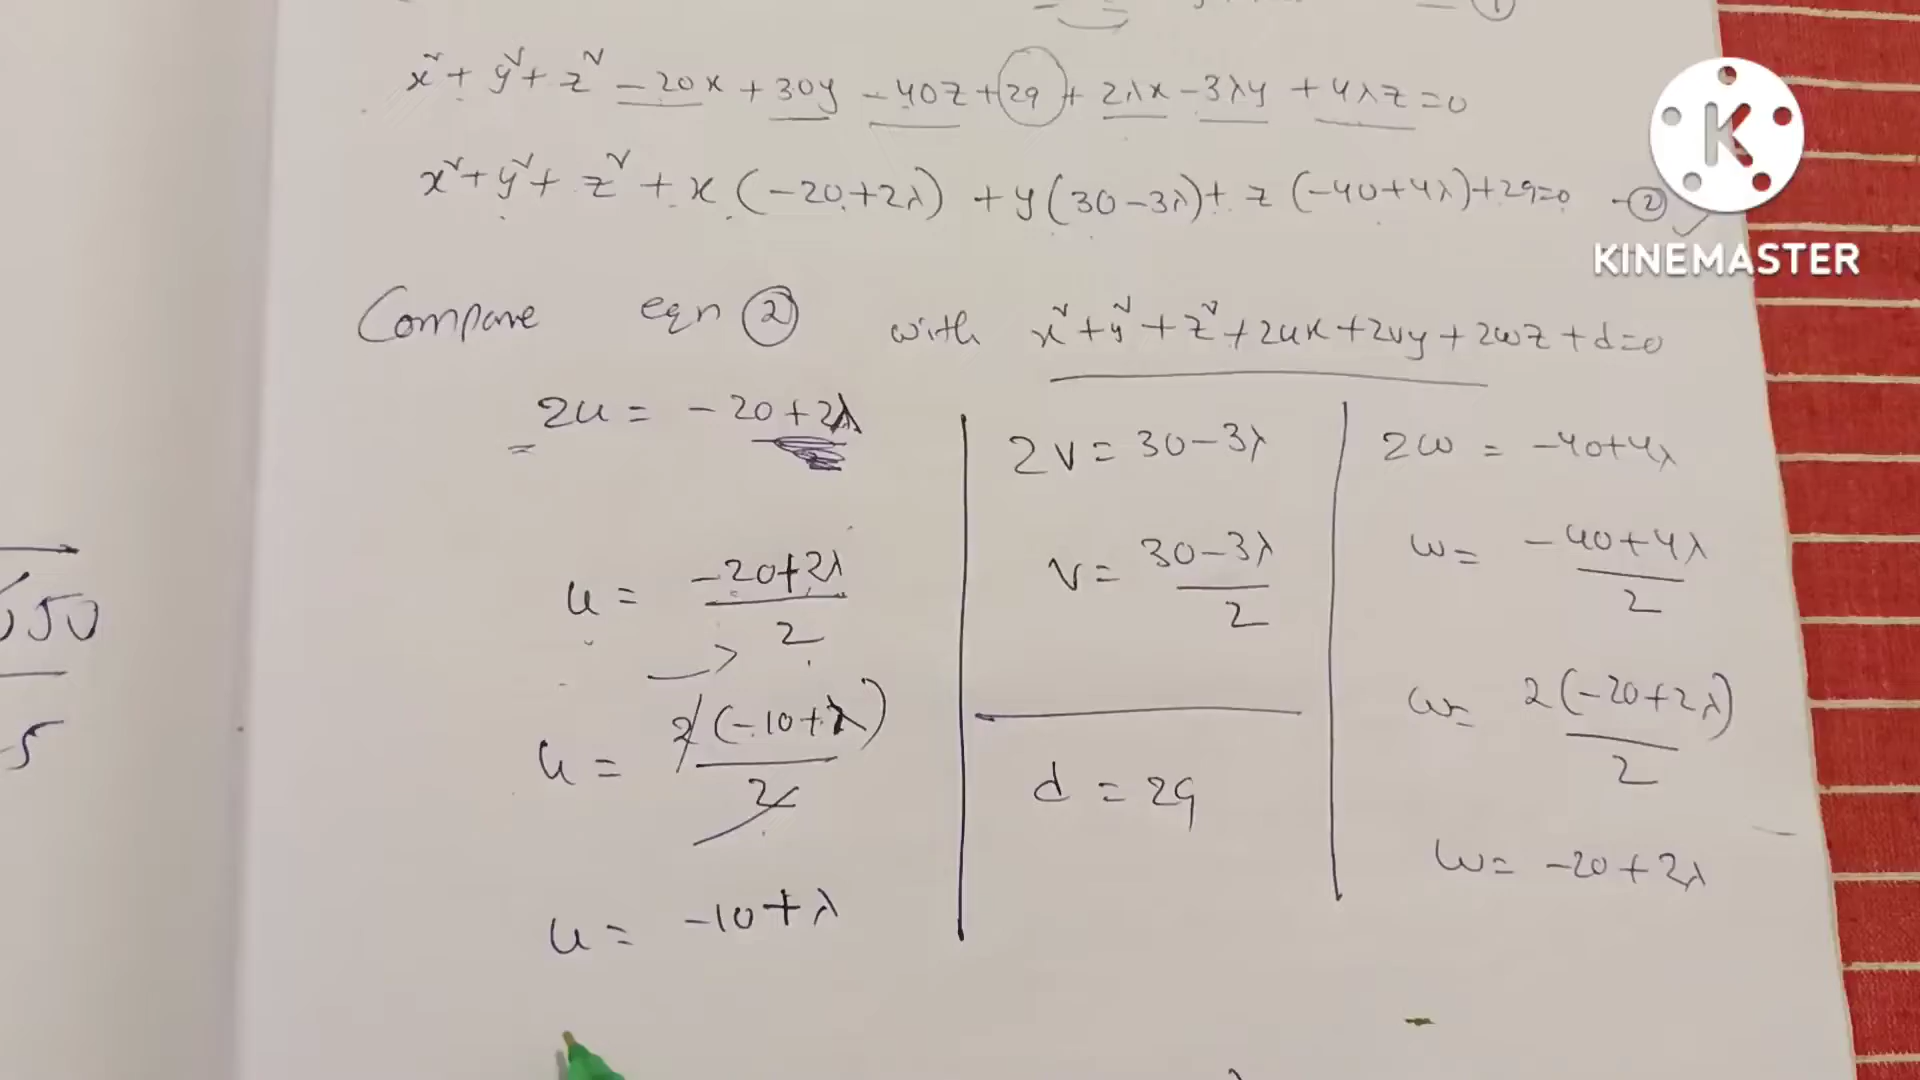 x² + y² + z² - 20x + 30y - 40z + 29 + 2λx - 3λy + 4λz = 0
x² + y² + z² + x (-20+2λ) + y (30-3λ) + z (-40+4λ) + 29 = 0 - ②
Compare eqn ② with x² + y² + z² + 2ux + 2vy + 2wz + d = 0
2u = -20+2λ
u = -20+2λ / 2
u = 2(-10+λ) / 2
u = -10+λ
2v = 30-3λ
v = 30-3λ / 2
d = 29
2w = -40+4λ
w = -40+4λ / 2
w = 2(-20+2λ) / 2
w = -20+2λ
550
5
K
KINEMASTER